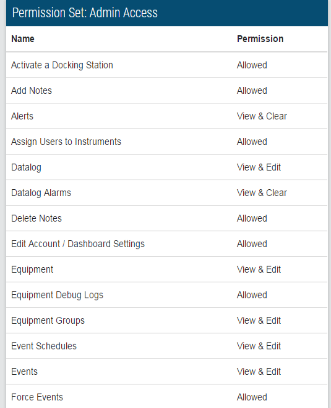 Permission Set: Admin Access
Name Permission
Activate a Docking Station Allowed
Add Notes Allowed
Alerts View & Clear
Assign Users to Instruments Allowed
Datalog View & Edit
Datalog Alarms View & Clear
Delete Notes Allowed
Edit Account / Dashboard Settings Allowed
Equipment View & Edit
Equipment Debug Logs Allowed
Equipment Groups View & Edit
Event Schedules View & Edit
Events View & Edit
Force Events Allowed